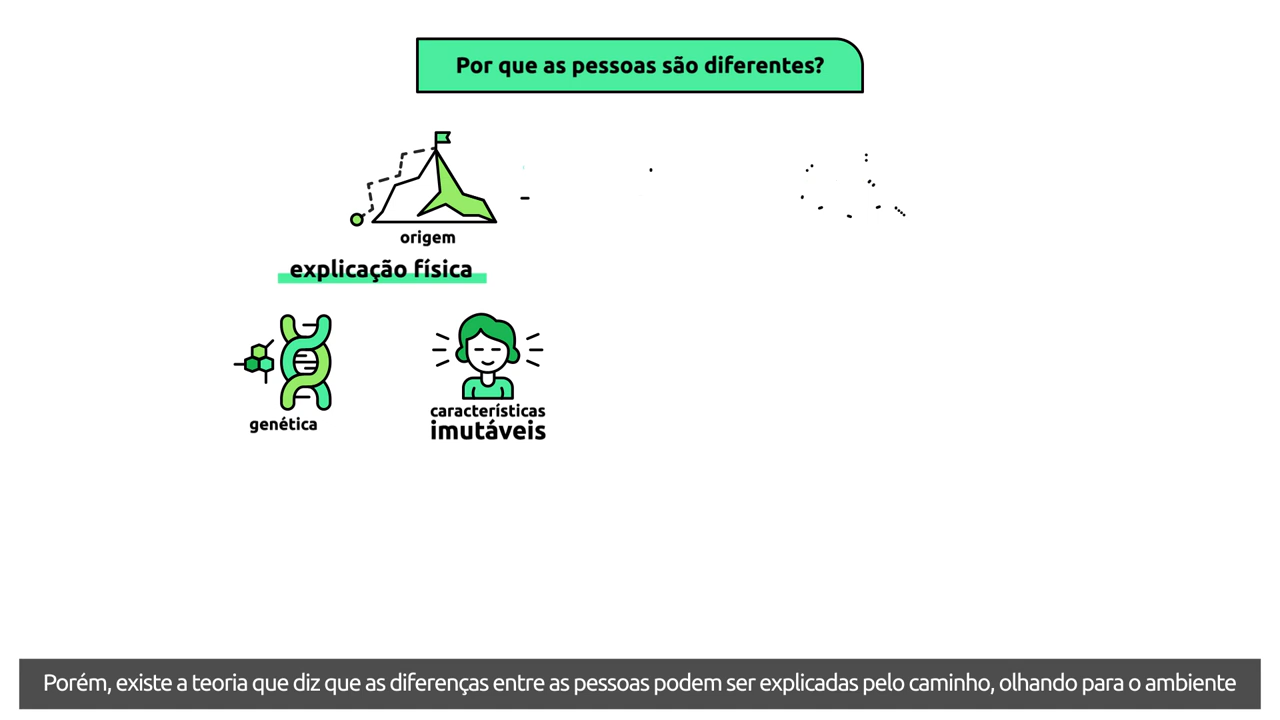 Por que as pessoas são diferentes?
origem
explicação física
genética
características
imutáveis
Porém, existe a teoria que diz que as diferenças entre as pessoas podem ser explicadas pelo caminho, olhando para o ambiente